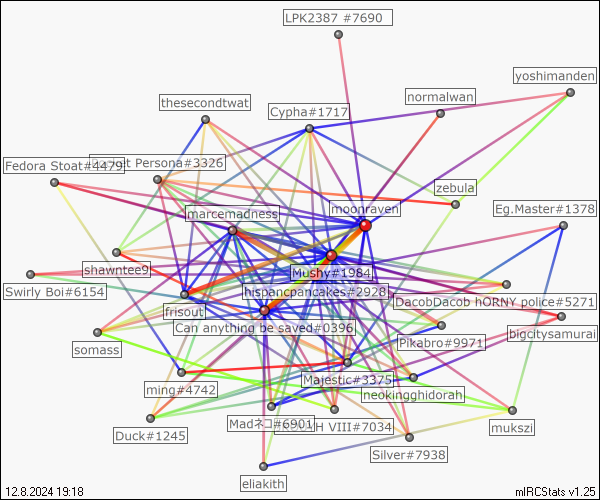 LPK2387 #7690
yoshimanden
normalwan
thesecondtwat
Cypha#1717
Fedora Stoat#4479
Persona#3326
zebula
moonraven
Eg.Master#1378
marcemadness
shawntee9
Mushy#1984
Swirly Boi#6154
hispancpancakes#2928
DacobDacob hORNY police#5271
frisout
Can anything be saved#0396
bigcitysamurai
Pikabro#9971
somass
Majestic#3375
ming#4742
neokingghidorah
Madネコ#6901
VIII#7034
mukszi
Duck#1245
Silver#7938
eliakith
12.8.2024 19:18
mIRCStats v1.25